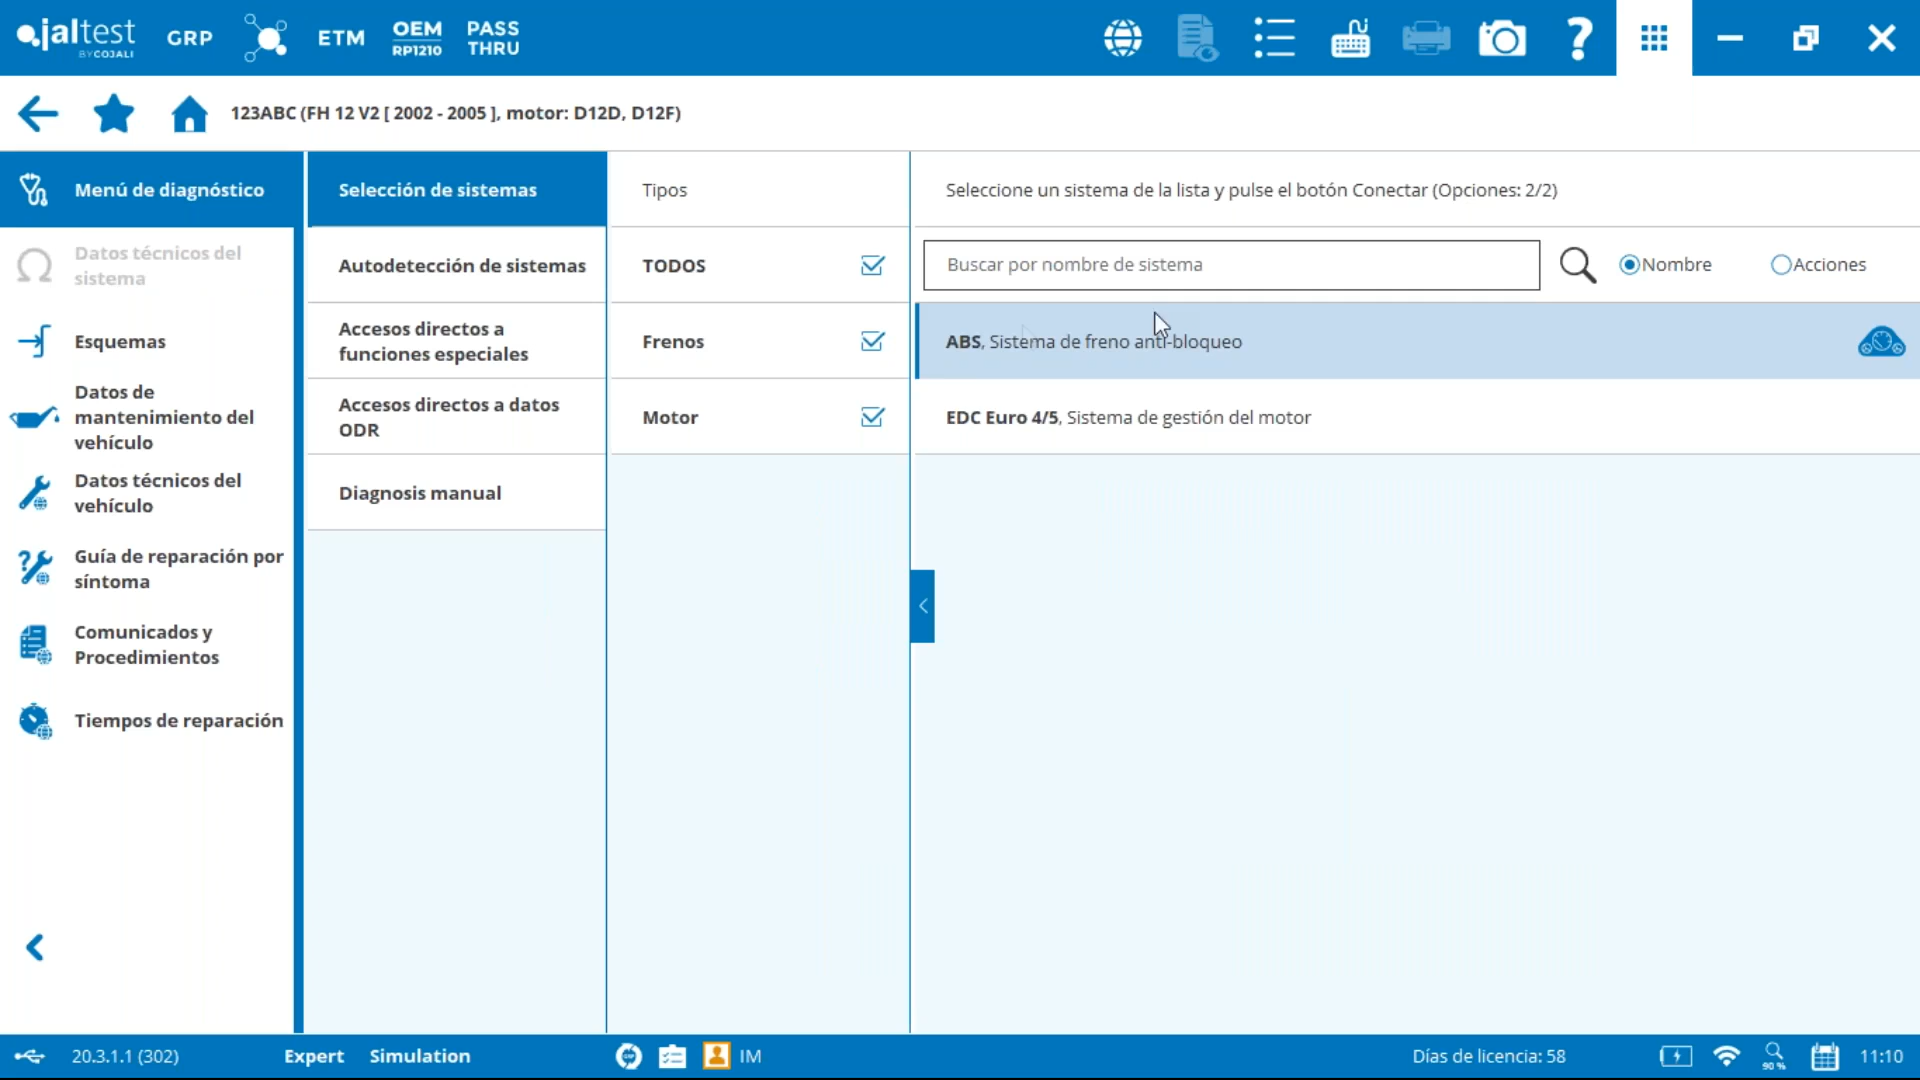 jaltest
BYCOJALI
GRP
ETM
OEM
RP1210
PASS
THRU
123ABC (FH 12 V2 [ 2002 - 2005 ], motor: D12D, D12F)
Menú de diagnóstico
Datos técnicos del
sistema
Esquemas
Datos de
mantenimiento del
vehículo
Datos técnicos del
vehículo
Guía de reparación por
síntoma
Comunicados y
Procedimientos
Tiempos de reparación
Selección de sistemas
Autodetección de sistemas
Accesos directos a
funciones especiales
Accesos directos a datos
ODR
Diagnosis manual
Tipos
TODOS
Frenos
Motor
Seleccione un sistema de la lista y pulse el botón Conectar (Opciones: 2/2)
Buscar por nombre de sistema
Nombre
Acciones
ABS, Sistema de freno anti-bloqueo
EDC Euro 4/5, Sistema de gestión del motor
20.3.1.1 (302)
Expert
Simulation
GRP
IM
Días de licencia: 58
90 %
11:10